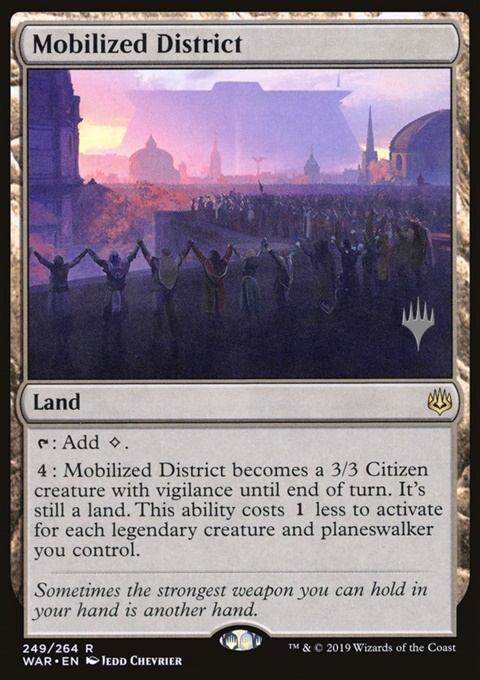 Mobilized District
Land
: Add .
4 : Mobilized District becomes a 3/3 Citizen
creature with vigilance until end of turn. It's
still a land. This ability costs 1 less to activate
for each legendary creature and planeswalker
you control.
Sometimes the strongest weapon you can hold in
your hand is another hand.
249/264 R
WAR • EN JEDD CHEVRIER
™ & © 2019 Wizards of the Coast